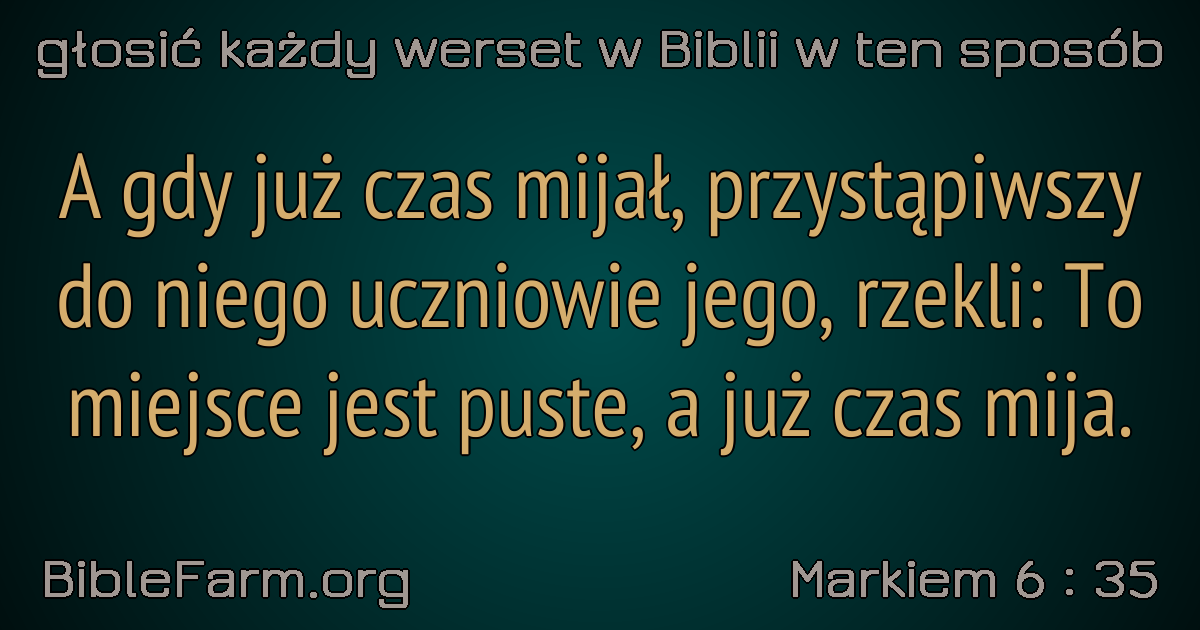 głosić każdy werset w Biblii w ten sposób
A gdy już czas mijał, przystąpiwszy
do niego uczniowie jego, rzekli: To
miejsce jest puste, a już czas mija.
BibleFarm.org
Markiem 6 : 35